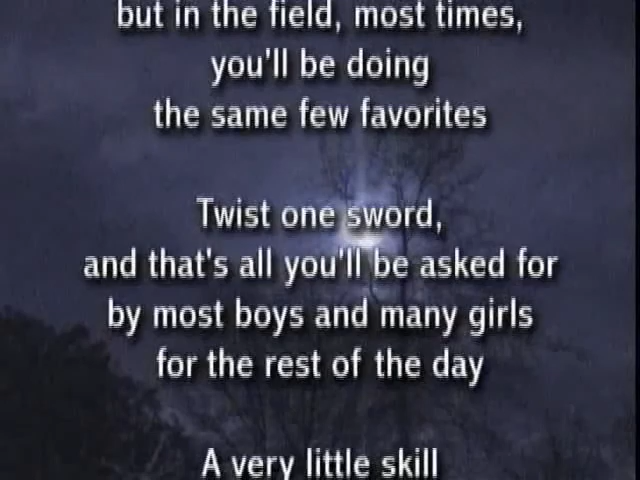 but in the field, most times,
you'll be doing
the same few favorites
Twist one sword,
and that's all you'll be asked for
by most boys and many girls
for the rest of the day
A very little skill